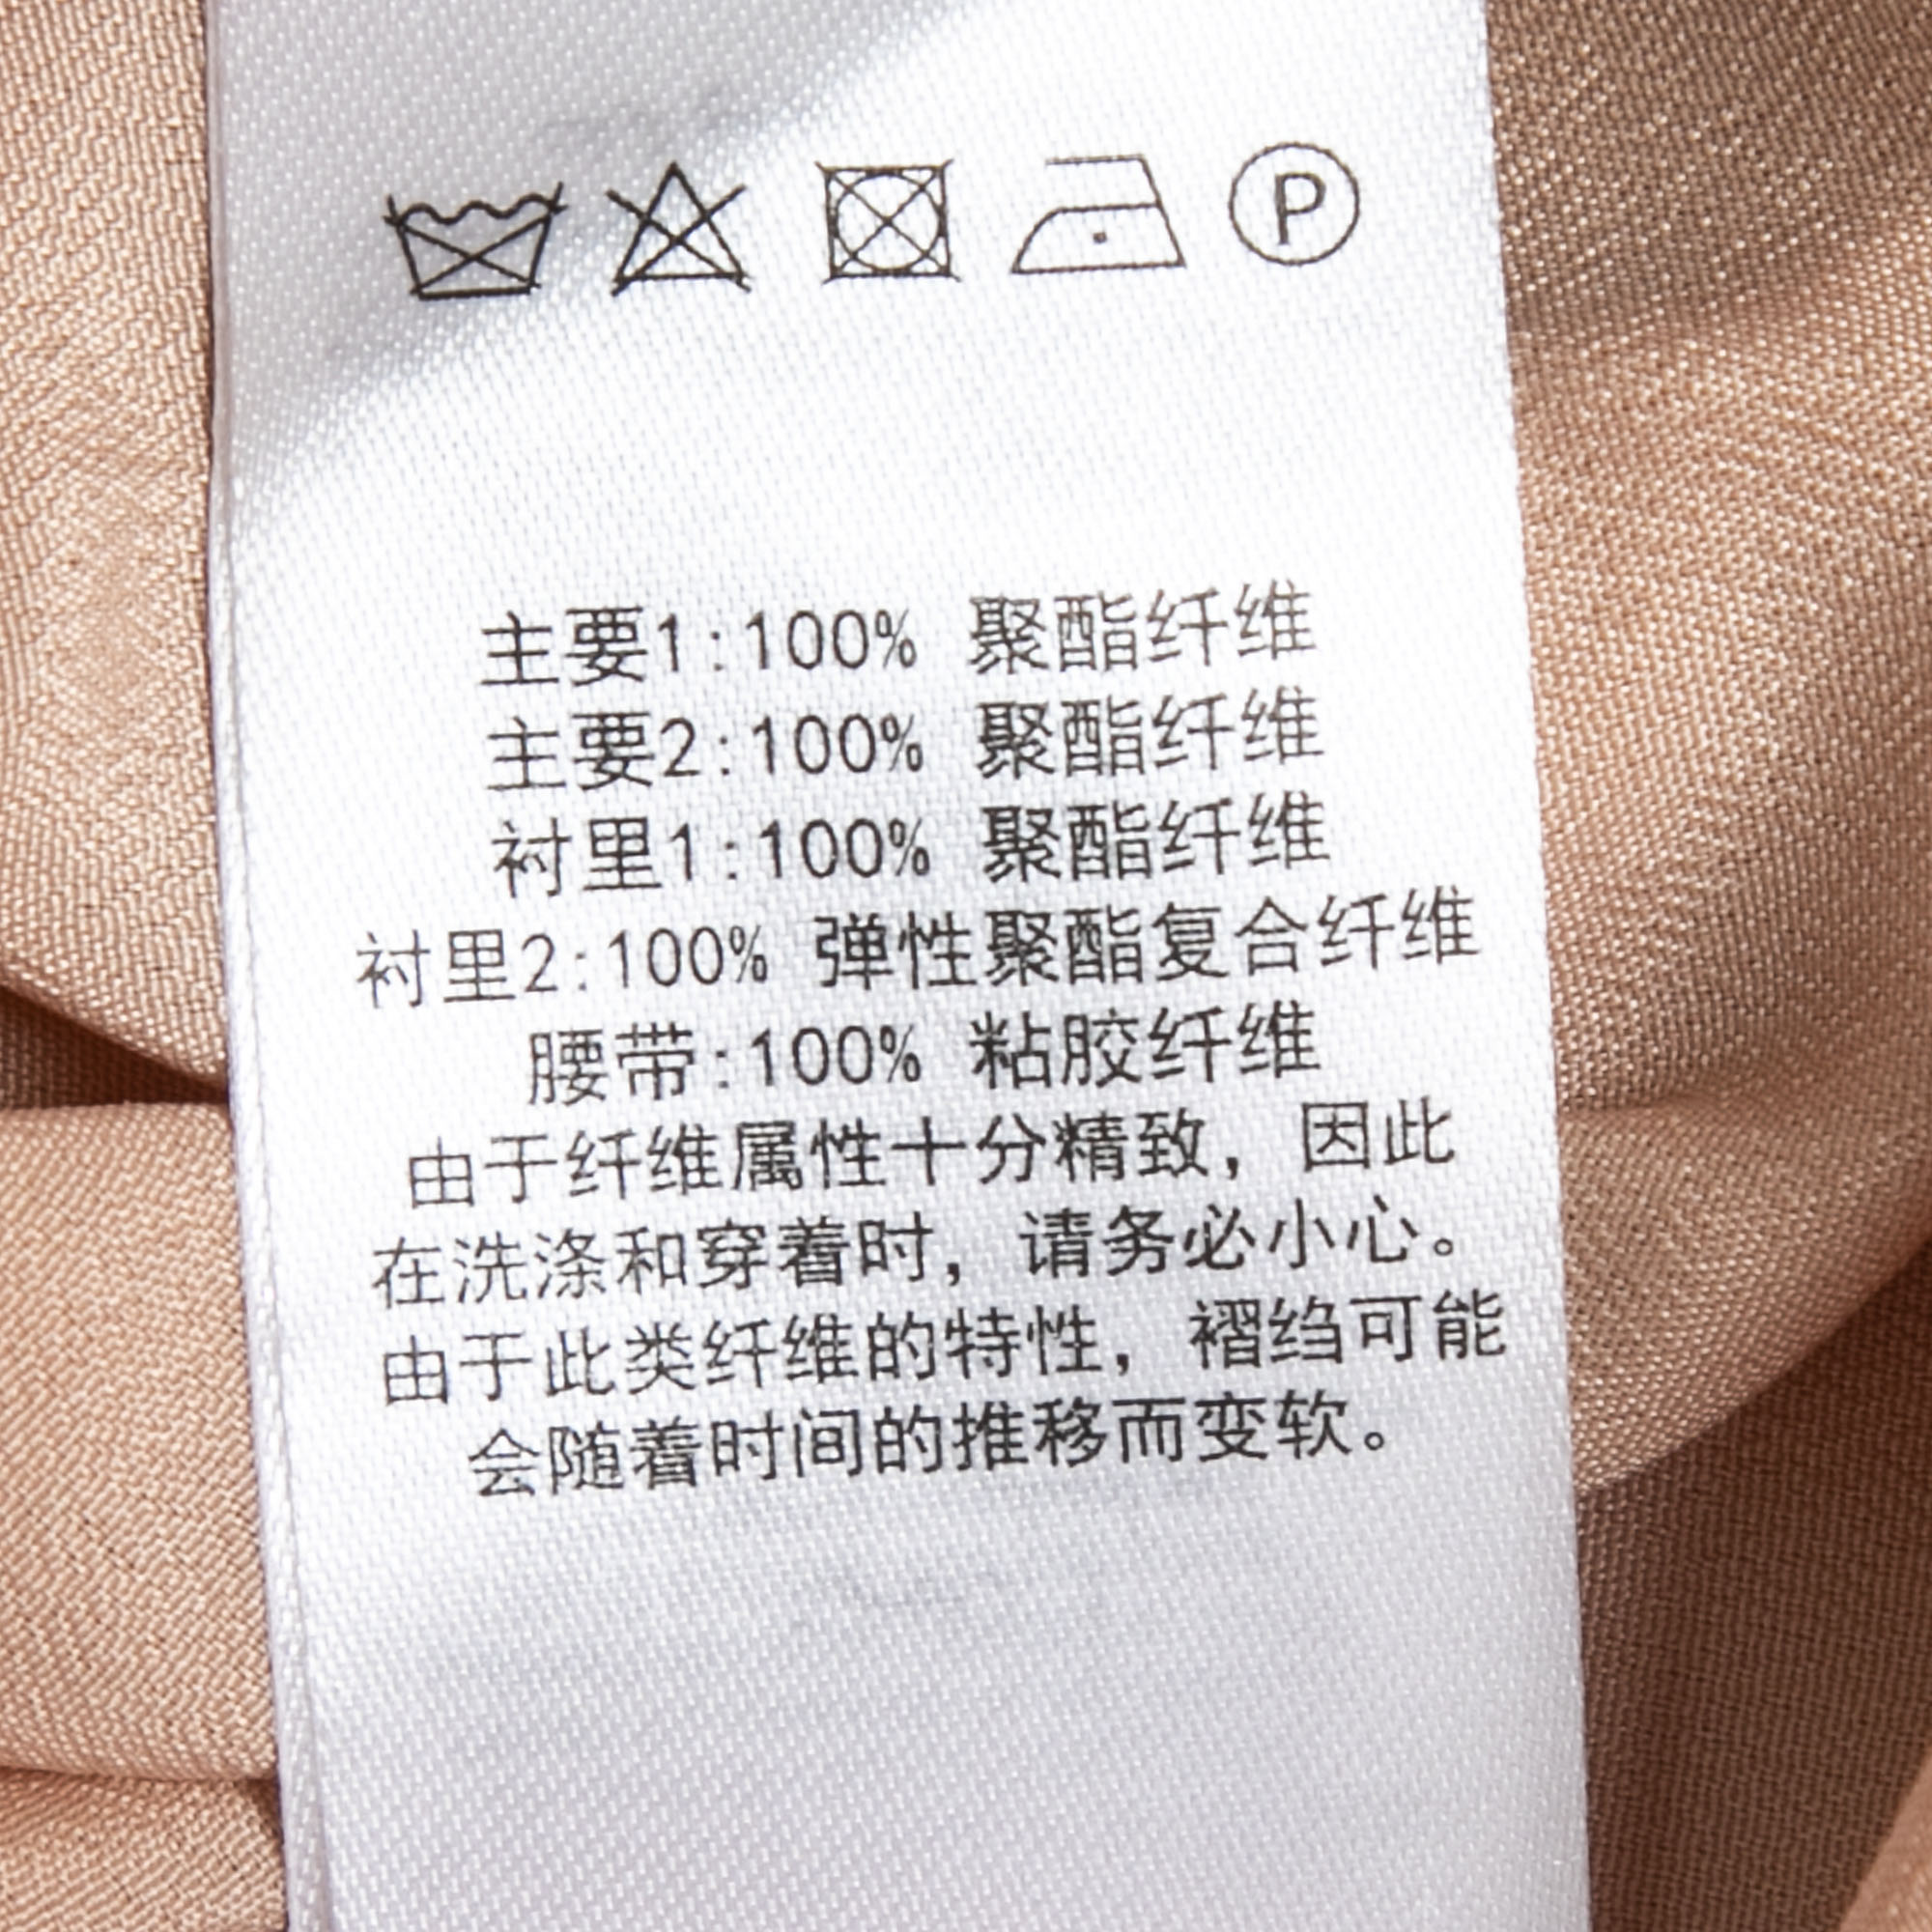 P
主要1:100% 聚酯纤维
主要2:100% 聚酯纤维
衬里1:100% 聚酯纤维
衬里2:100% 弹性聚酯复合纤维
腰带:100% 粘胶纤维
由于纤维属性十分精致，因此
在洗涤和穿着时，请务必小心。
由于此类纤维的特性，褶绉可能
会随着时间的推移而变软。